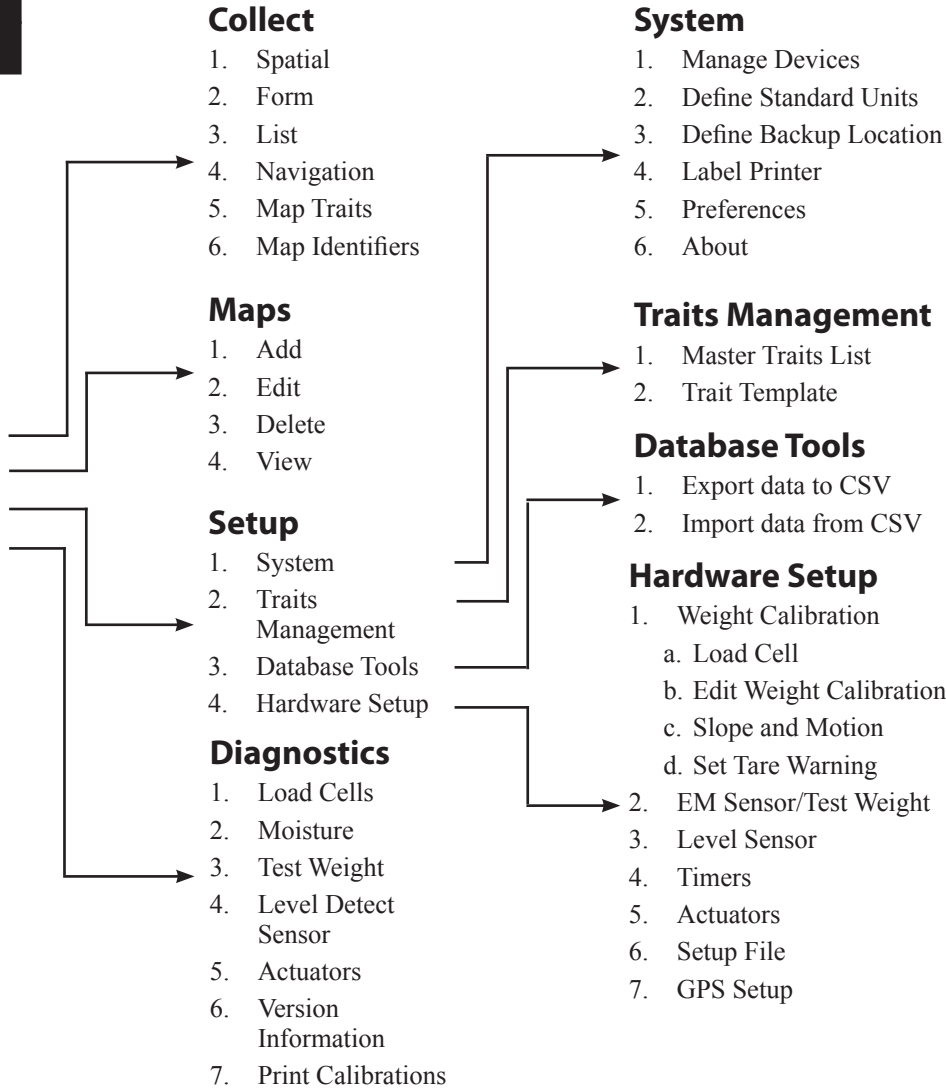 Collect
1. Spatial
2. Form
3. List
4. Navigation
5. Map Traits
6. Map Identifiers
Maps
1. Add
2. Edit
3. Delete
4. View
Setup
1. System
2. Traits
Management
3. Database Tools
4. Hardware Setup
Diagnostics
1. Load Cells
2. Moisture
3. Test Weight
4. Level Detect
Sensor
5. Actuators
6. Version
Information
7. Print Calibrations
System
1. Manage Devices
2. Define Standard Units
3. Define Backup Location
4. Label Printer
5. Preferences
6. About
Traits Management
1. Master Traits List
2. Trait Template
Database Tools
1. Export data to CSV
2. Import data from CSV
Hardware Setup
1. Weight Calibration
a. Load Cell
b. Edit Weight Calibration
c. Slope and Motion
d. Set Tare Warning
2. EM Sensor/Test Weight
3. Level Sensor
4. Timers
5. Actuators
6. Setup File
7. GPS Setup